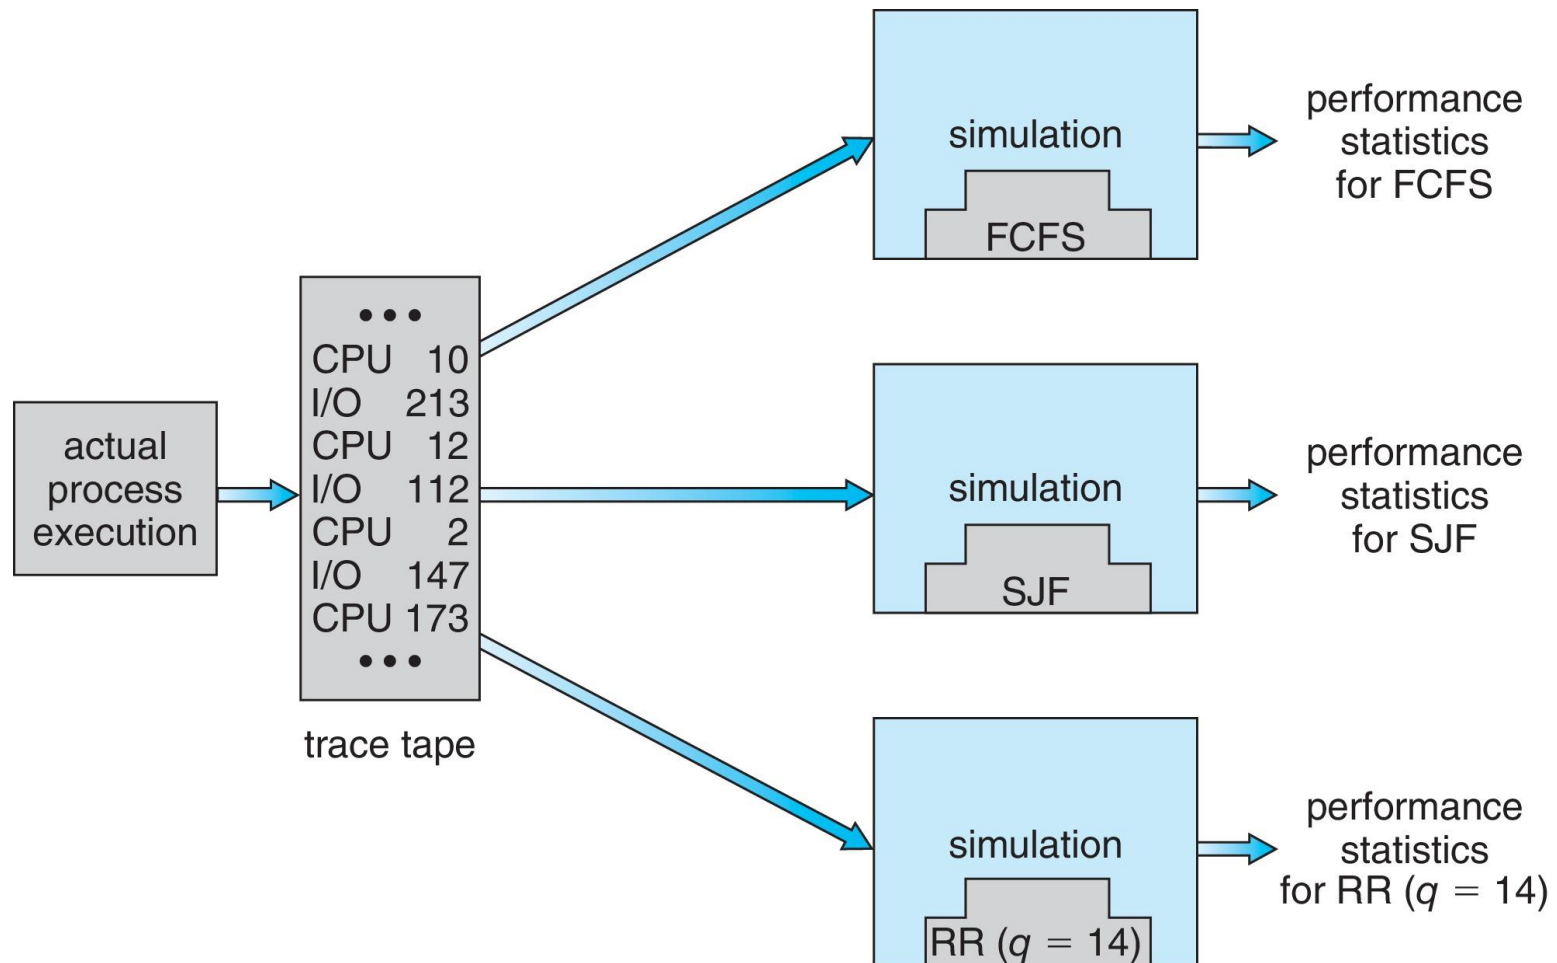 actual
process
execution
• • •
CPU 10
I/O 213
CPU 12
I/O 112
CPU 2
I/O 147
CPU 173
• • •
trace tape
simulation
FCFS
performance
statistics
for FCFS
simulation
SJF
performance
statistics
for SJF
simulation
RR (q = 14)
performance
statistics
for RR (q = 14)